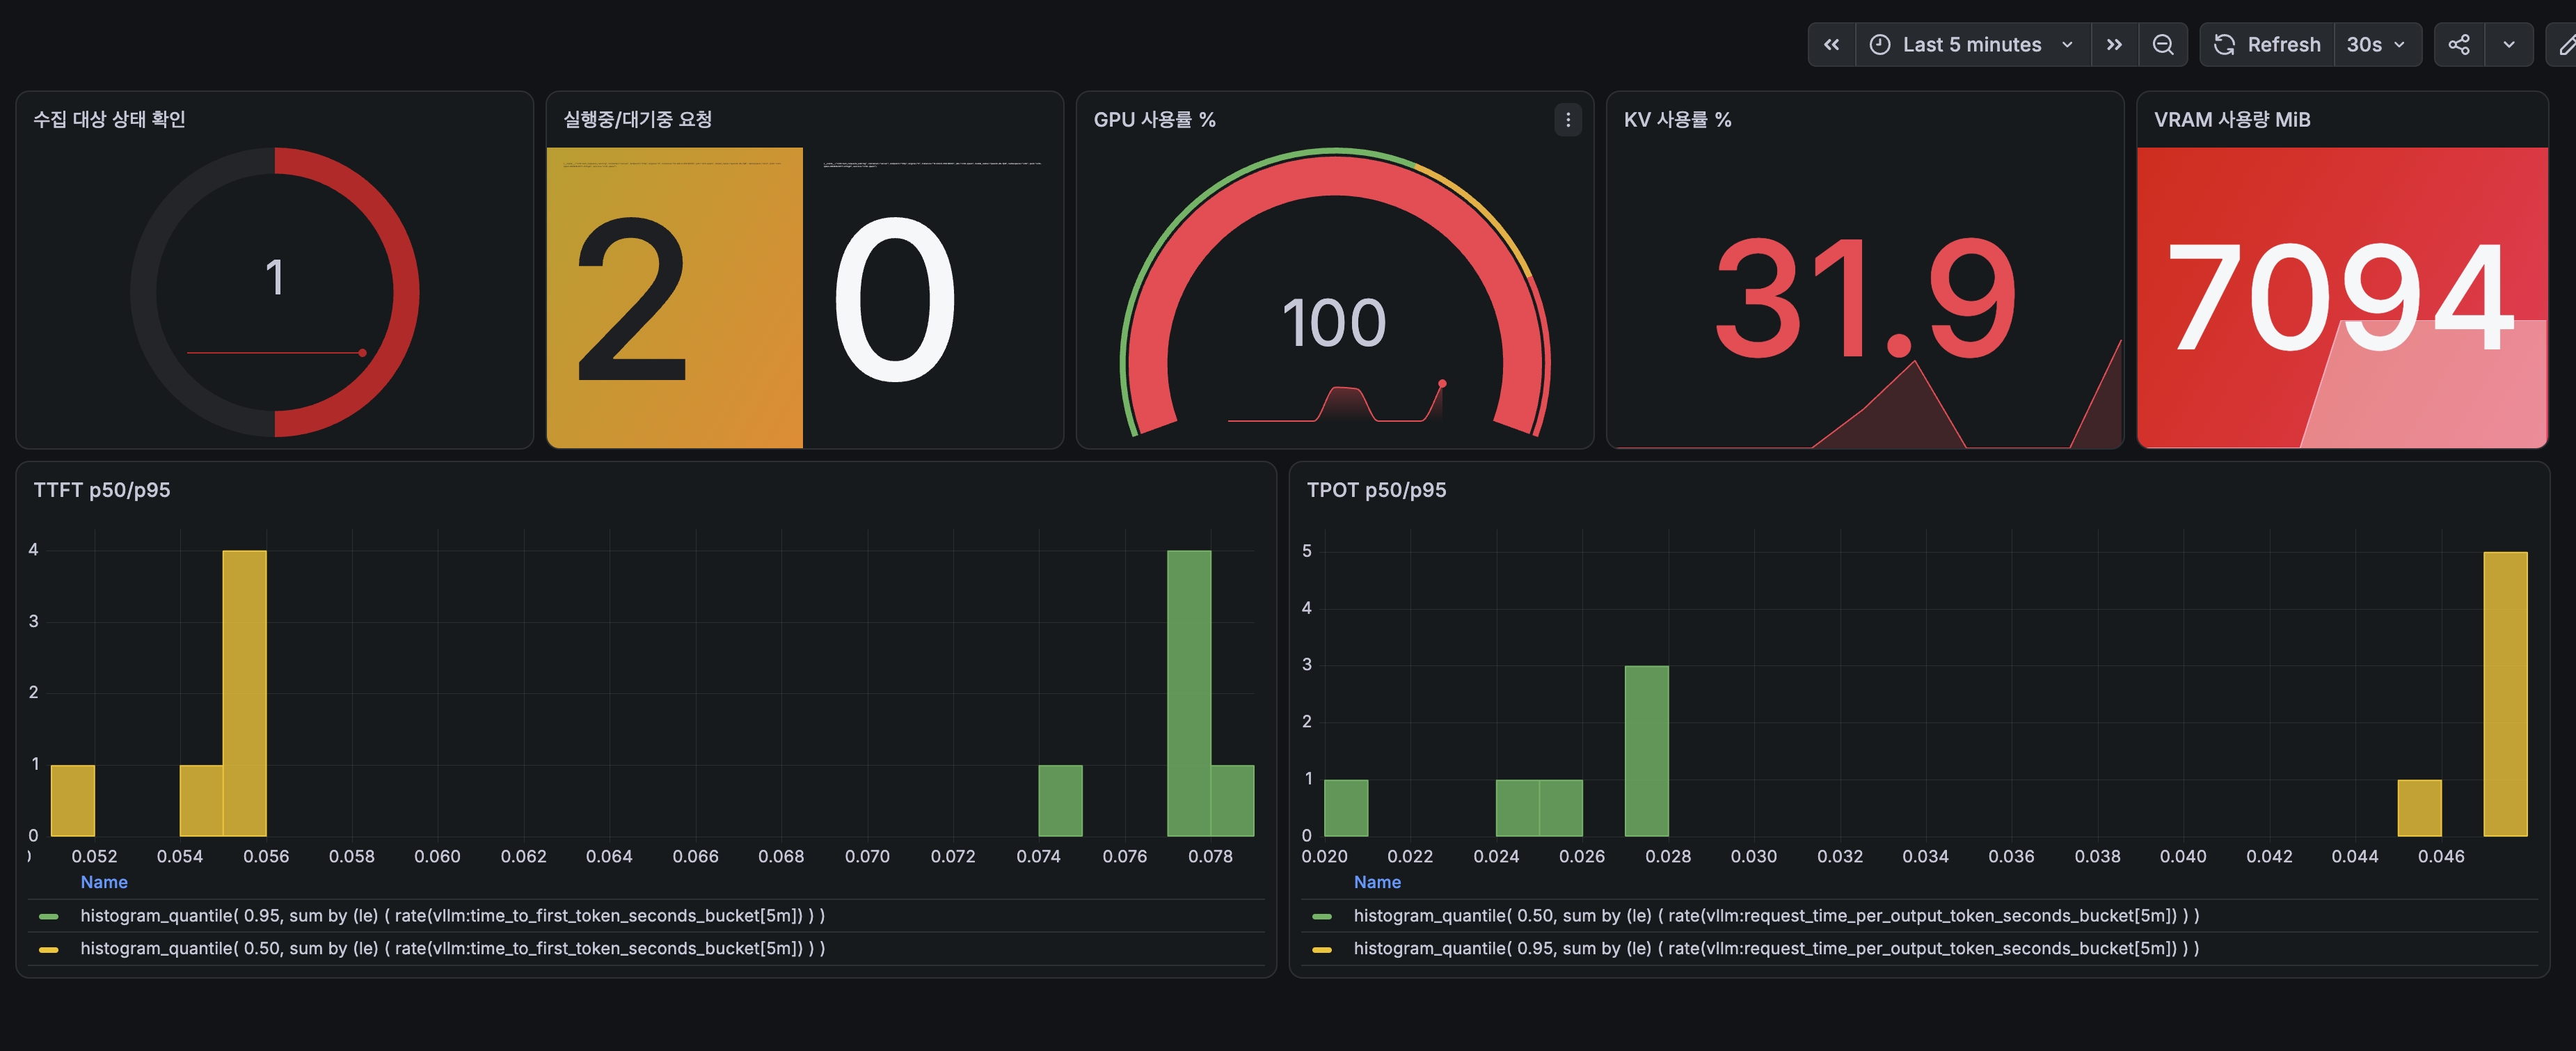 Last 5 minutes
Refresh
30s
수집 대상 상태 확인
1
실행중/대기중 요청
2
0
GPU 사용률 %
100
KV 사용률 %
31.9
VRAM 사용량 MiB
7094
TTFT p50/p95
4
3
2
1
0
0.052 0.054 0.056 0.058 0.060 0.062 0.064 0.066 0.068 0.070 0.072 0.074 0.076 0.078
Name
histogram_quantile( 0.95, sum by (le) ( rate(vllm:time_to_first_token_seconds_bucket[5m]) ) )
histogram_quantile( 0.50, sum by (le) ( rate(vllm:time_to_first_token_seconds_bucket[5m]) ) )
TPOT p50/p95
5
4
3
2
1
0
0.020 0.022 0.024 0.026 0.028 0.030 0.032 0.034 0.036 0.038 0.040 0.042 0.044 0.046
Name
histogram_quantile( 0.50, sum by (le) ( rate(vllm:request_time_per_output_token_seconds_bucket[5m]) ) )
histogram_quantile( 0.95, sum by (le) ( rate(vllm:request_time_per_output_token_seconds_bucket[5m]) ) )